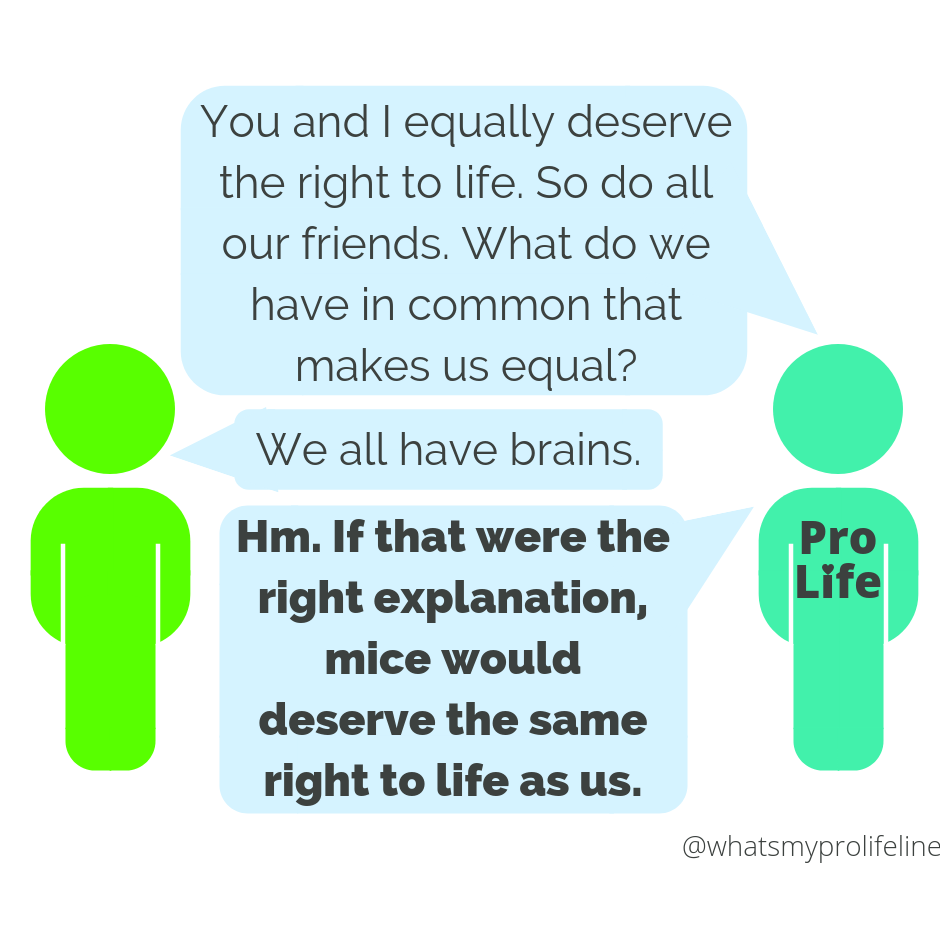 You and I equally deserve
the right to life. So do all
our friends. What do we
have in common that
makes us equal?
We all have brains.
Hm. If that were the
right explanation,
mice would
deserve the same
right to life as us.
Pro
Life
@whatsmyprolifeline